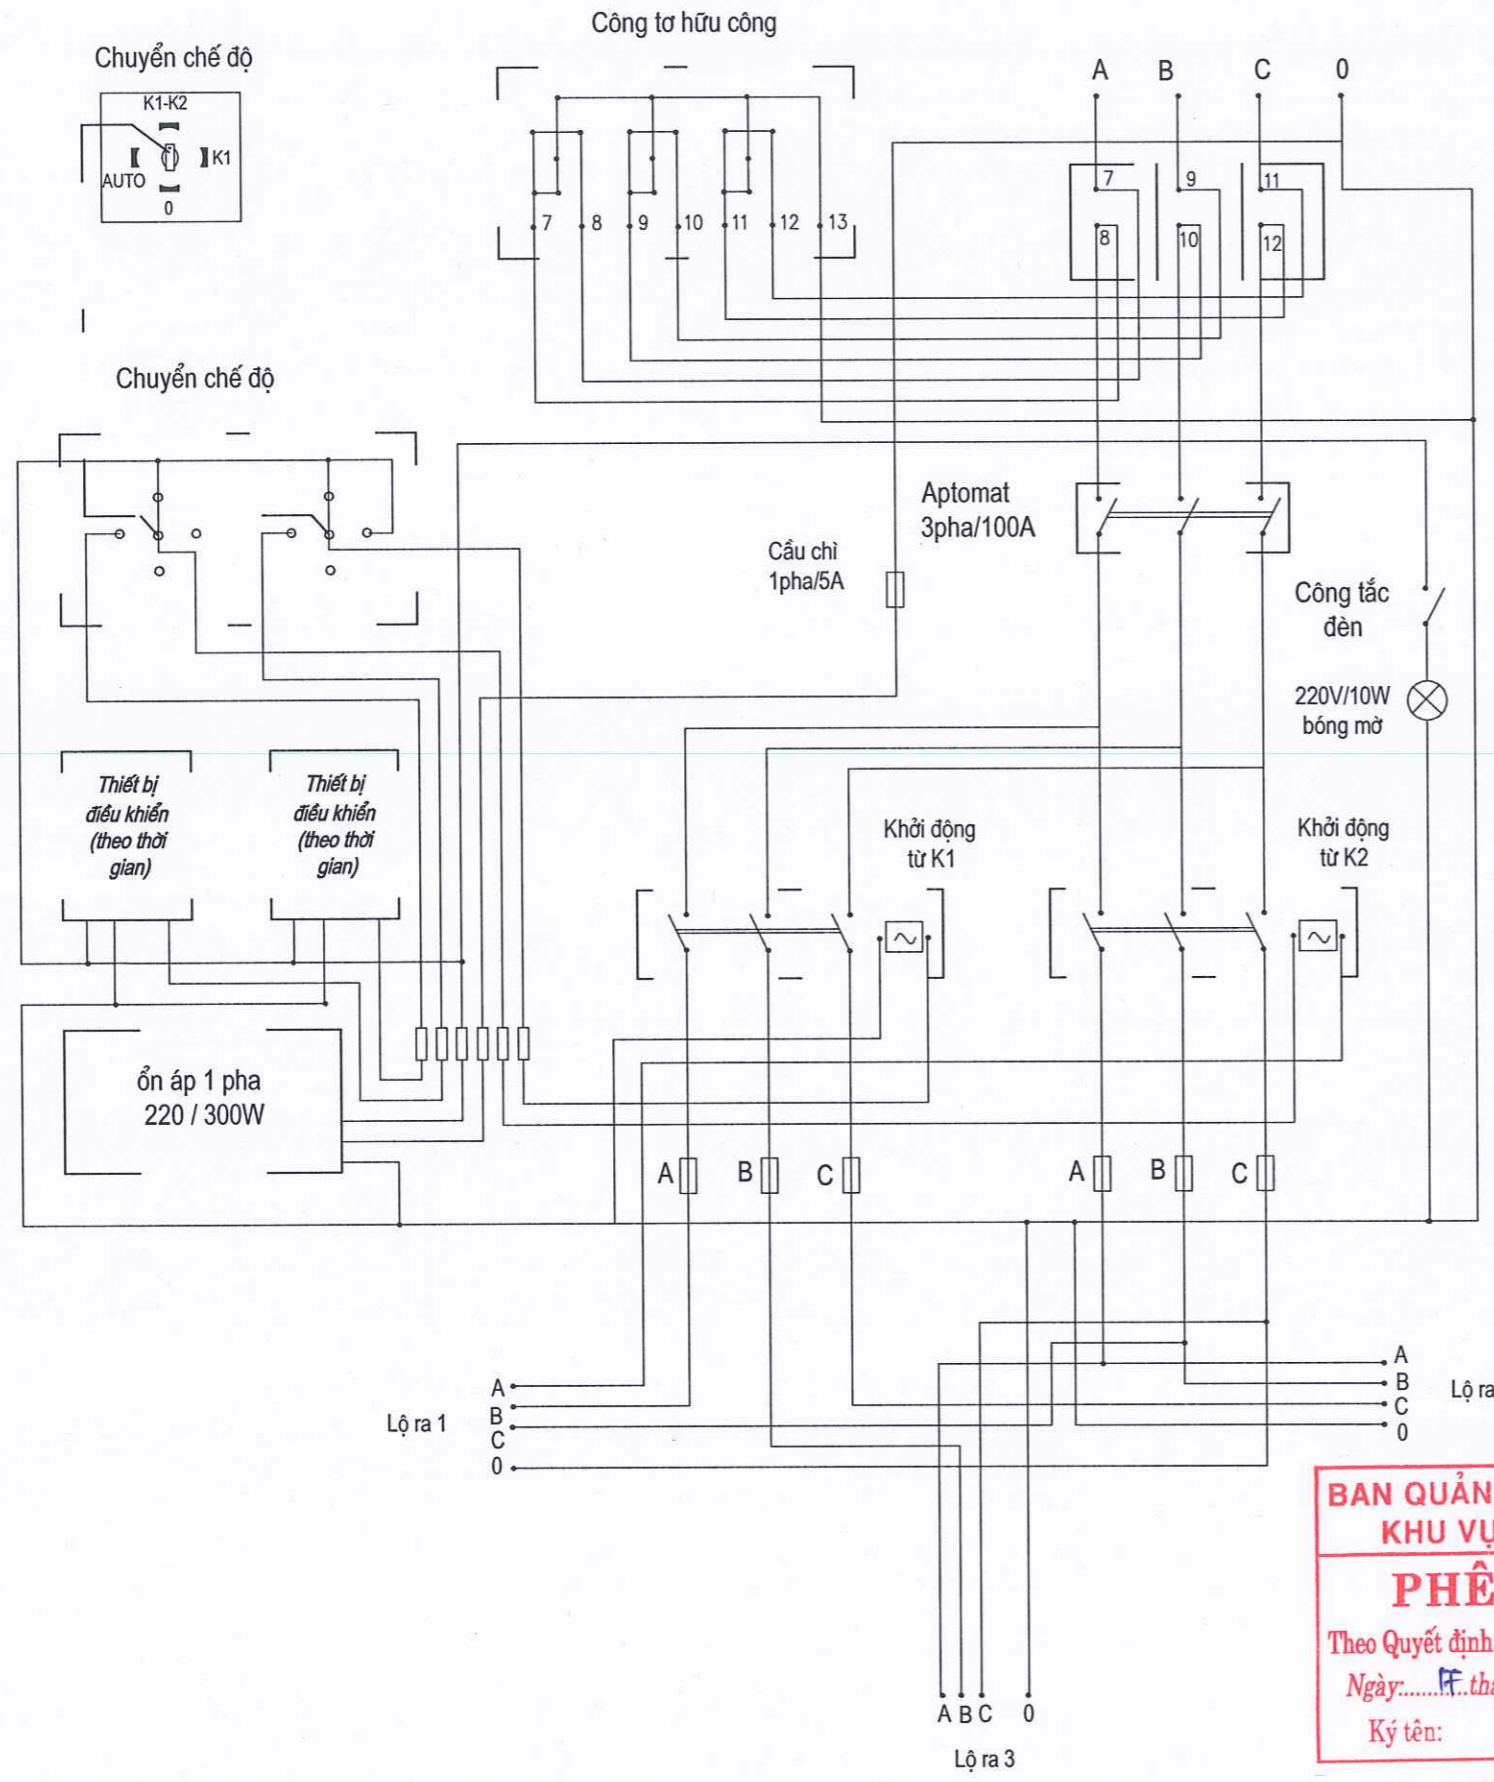 Công tơ hữu công
Chuyển chế độ
K1-K2
AUTO
K1
0
A B C 0
7 8 9 10 11 12 13
7 9 11
8 10 12
Chuyển chế độ
Aptomat
3pha/100A
Cầu chì
1pha/5A
Công tắc
đèn
220V/10W
bóng mờ
Thiết bị
điều khiển
(theo thời
gian)
Thiết bị
điều khiển
(theo thời
gian)
Khởi động
từ K1
Khởi động
từ K2
ổn áp 1 pha
220 / 300W
A B C
A B C
Lộ ra 1
A
B
C
0
A
B
C
0
Lộ ra
A B C 0
Lộ ra 3
BAN QUẢN
KHU VỰ
PHÊ
Theo Quyết định
Ngày:
Ký tên: